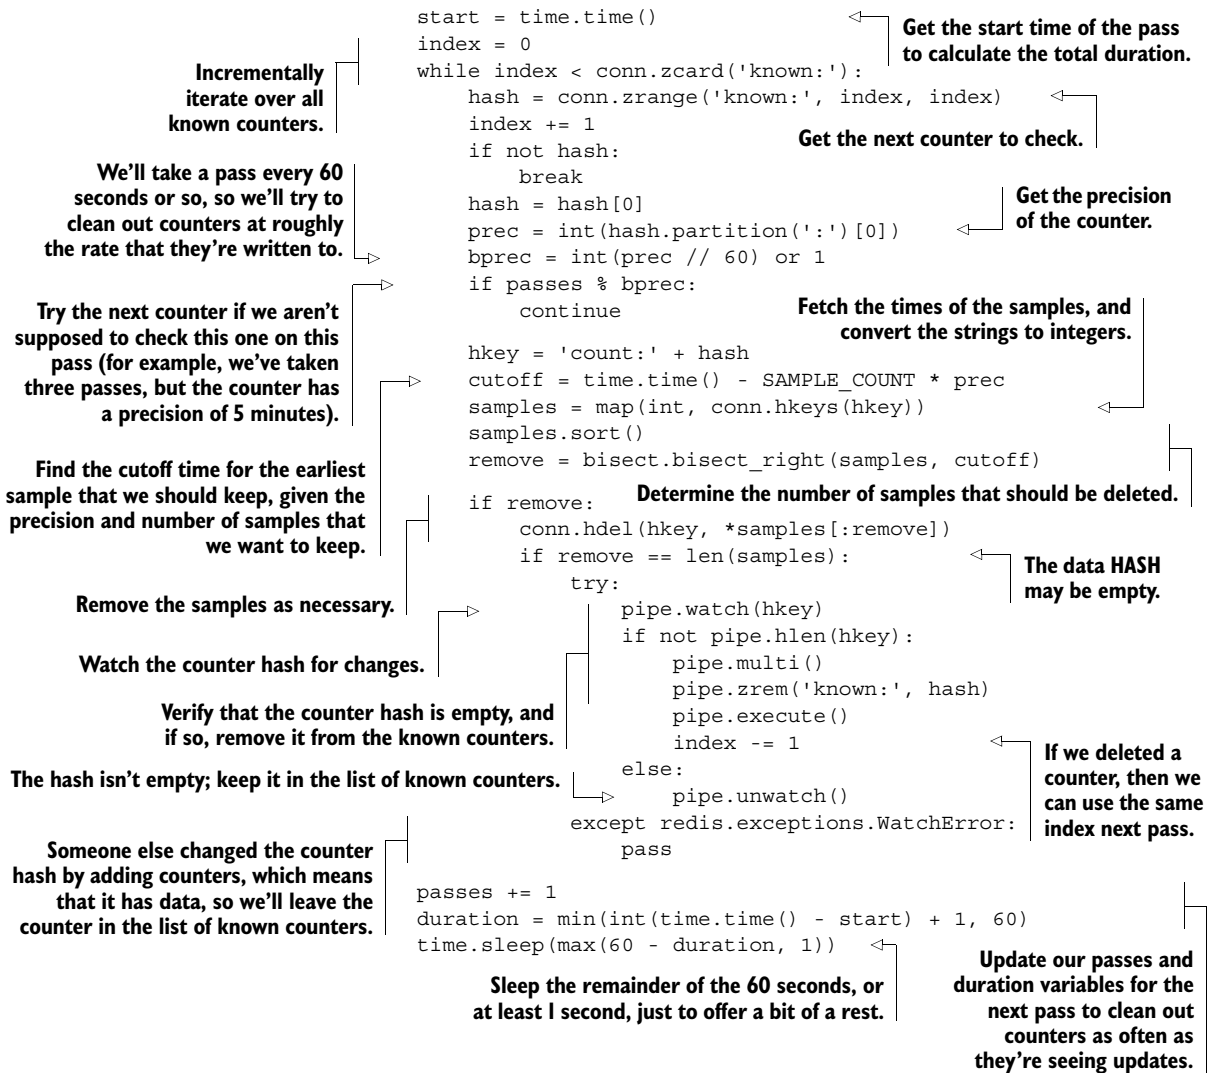 start = time.time()
Get the start time of the pass
to calculate the total duration.
index = 0
Incrementally
iterate over all
known counters.
while index < conn.zcard('known:'):
    hash = conn.zrange('known:', index, index)
Get the next counter to check.
    index += 1
    if not hash:
        break
    hash = hash[0]
We'll take a pass every 60
seconds or so, so we'll try to
clean out counters at roughly
the rate that they're written to.
Get the precision
of the counter.
    prec = int(hash.partition(':')[0])
    bprec = int(prec // 60) or 1
    if passes % bprec:
        continue
Try the next counter if we aren't
supposed to check this one on this
pass (for example, we've taken
three passes, but the counter has
a precision of 5 minutes).
Fetch the times of the samples, and
convert the strings to integers.
    hkey = 'count:' + hash
    cutoff = time.time() - SAMPLE_COUNT * prec
    samples = map(int, conn.hkeys(hkey))
    samples.sort()
    remove = bisect.bisect_right(samples, cutoff)
Find the cutoff time for the earliest
sample that we should keep, given the
precision and number of samples that
we want to keep.
Determine the number of samples that should be deleted.
    if remove:
        conn.hdel(hkey, *samples[:remove])
        if remove == len(samples):
The data HASH
may be empty.
Remove the samples as necessary.
            try:
                pipe.watch(hkey)
Watch the counter hash for changes.
                if not pipe.hlen(hkey):
                    pipe.multi()
                    pipe.zrem('known:', hash)
                    pipe.execute()
                    index -= 1
Verify that the counter hash is empty, and
if so, remove it from the known counters.
If we deleted a
counter, then we
can use the same
index next pass.
                else:
                    pipe.unwatch()
The hash isn't empty; keep it in the list of known counters.
            except redis.exceptions.WatchError:
                pass
Someone else changed the counter
hash by adding counters, which means
that it has data, so we'll leave the
counter in the list of known counters.
passes += 1
duration = min(int(time.time() - start) + 1, 60)
time.sleep(max(60 - duration, 1))
Sleep the remainder of the 60 seconds, or
at least 1 second, just to offer a bit of a rest.
Update our passes and
duration variables for the
next pass to clean out
counters as often as
they're seeing updates.